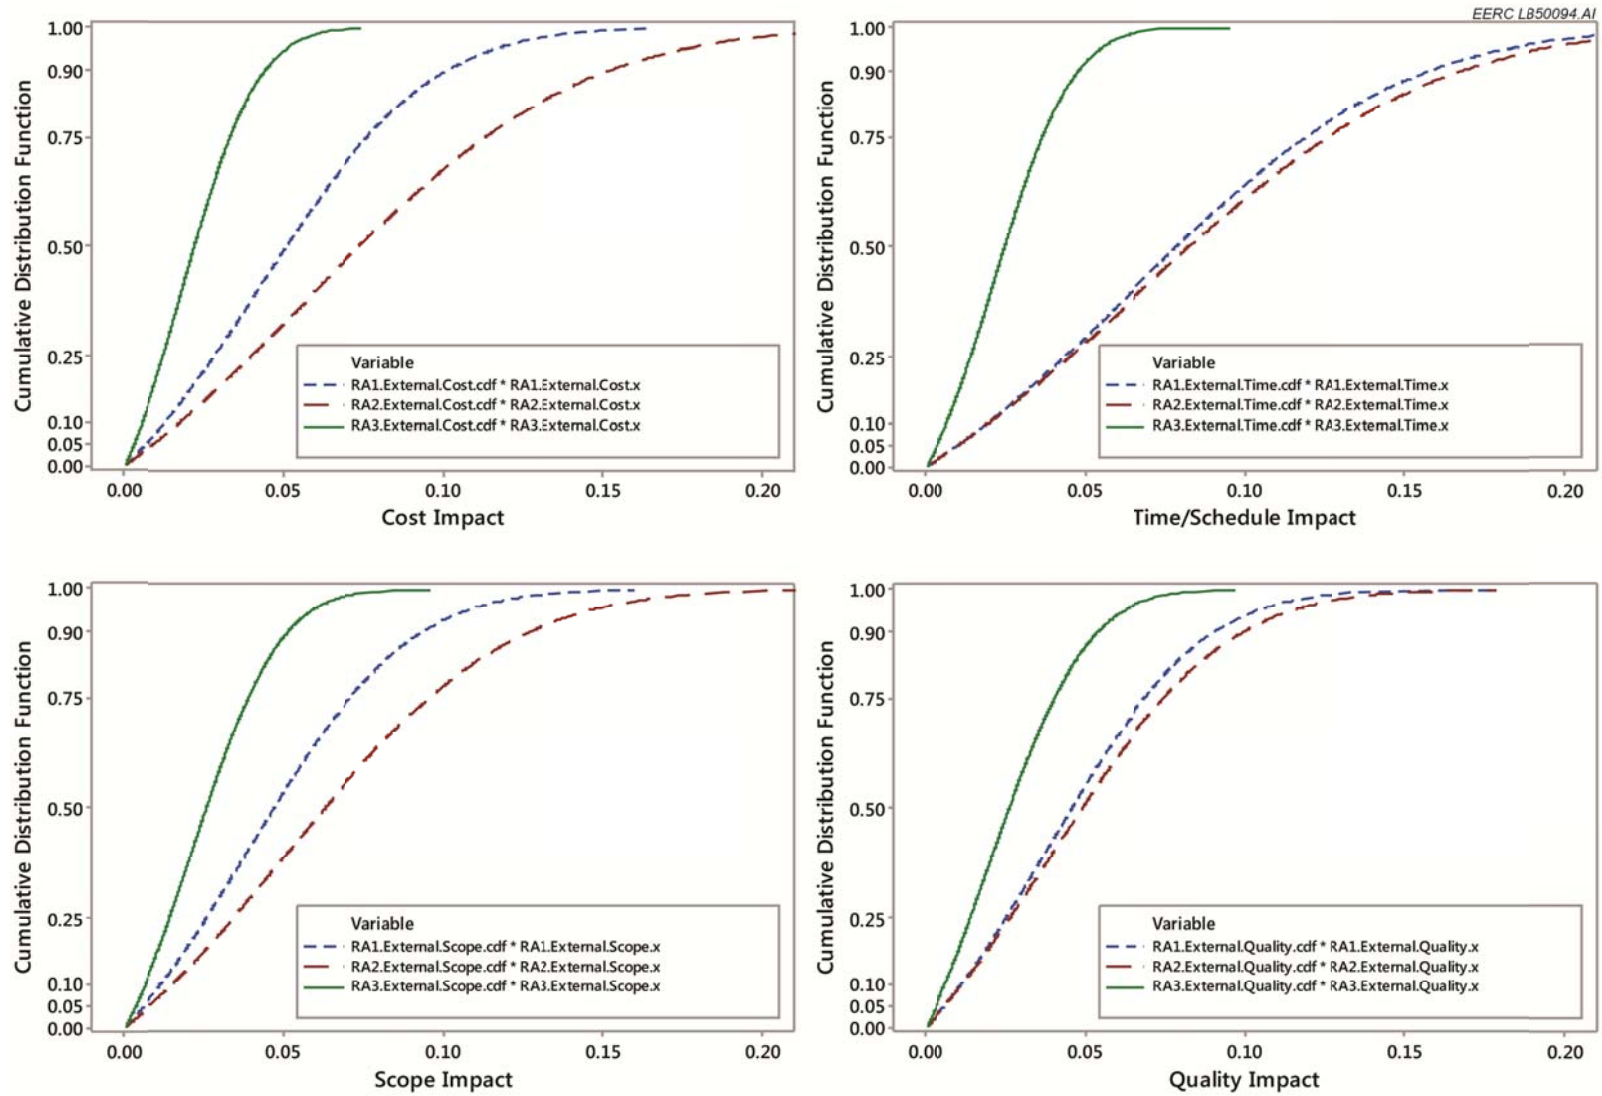 EERC LB50094.AI
Cumulative Distribution Function
1.00
0.90
0.75
0.50
0.25
0.10
0.05
0.00
Variable
RA1.External.Cost.cdf * RA1.External.Cost.x
RA2.External.Cost.cdf * RA2.External.Cost.x
RA3.External.Cost.cdf * RA3.External.Cost.x
0.00 0.05 0.10 0.15 0.20
Cost Impact
Cumulative Distribution Function
1.00
0.90
0.75
0.50
0.25
0.10
0.05
0.00
Variable
RA1.External.Time.cdf * RA1.External.Time.x
RA2.External.Time.cdf * RA2.External.Time.x
RA3.External.Time.cdf * RA3.External.Time.x
0.00 0.05 0.10 0.15 0.20
Time/Schedule Impact
Cumulative Distribution Function
1.00
0.90
0.75
0.50
0.25
0.10
0.05
0.00
Variable
RA1.External.Scope.cdf * RA1.External.Scope.x
RA2.External.Scope.cdf * RA2.External.Scope.x
RA3.External.Scope.cdf * RA3.External.Scope.x
0.00 0.05 0.10 0.15 0.20
Scope Impact
Cumulative Distribution Function
1.00
0.90
0.75
0.50
0.25
0.10
0.05
0.00
Variable
RA1.External.Quality.cdf * RA1.External.Quality.x
RA2.External.Quality.cdf * RA2.External.Quality.x
RA3.External.Quality.cdf * RA3.External.Quality.x
0.00 0.05 0.10 0.15 0.20
Quality Impact